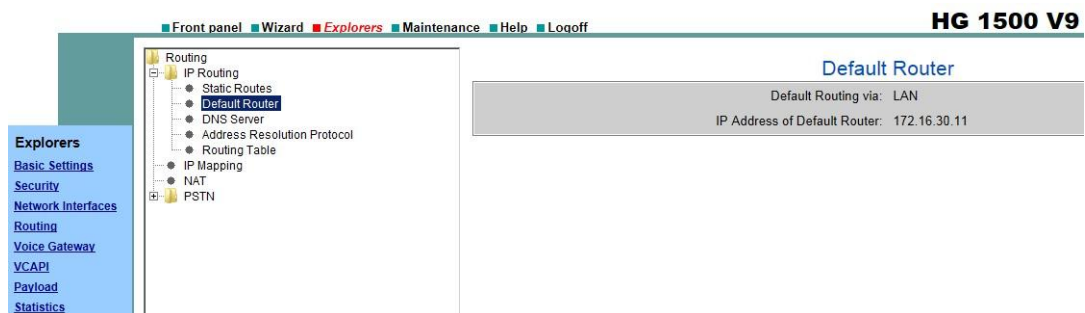 Front panel Wizard Explorers Maintenance Help Logoff
HG 1500 V9
Explorers
Basic Settings
Security
Network Interfaces
Routing
Voice Gateway
VCAPI
Payload
Statistics
Routing
IP Routing
Static Routes
Default Router
DNS Server
Address Resolution Protocol
Routing Table
IP Mapping
NAT
PSTN
Default Router
Default Routing via: LAN
IP Address of Default Router: 172.16.30.11